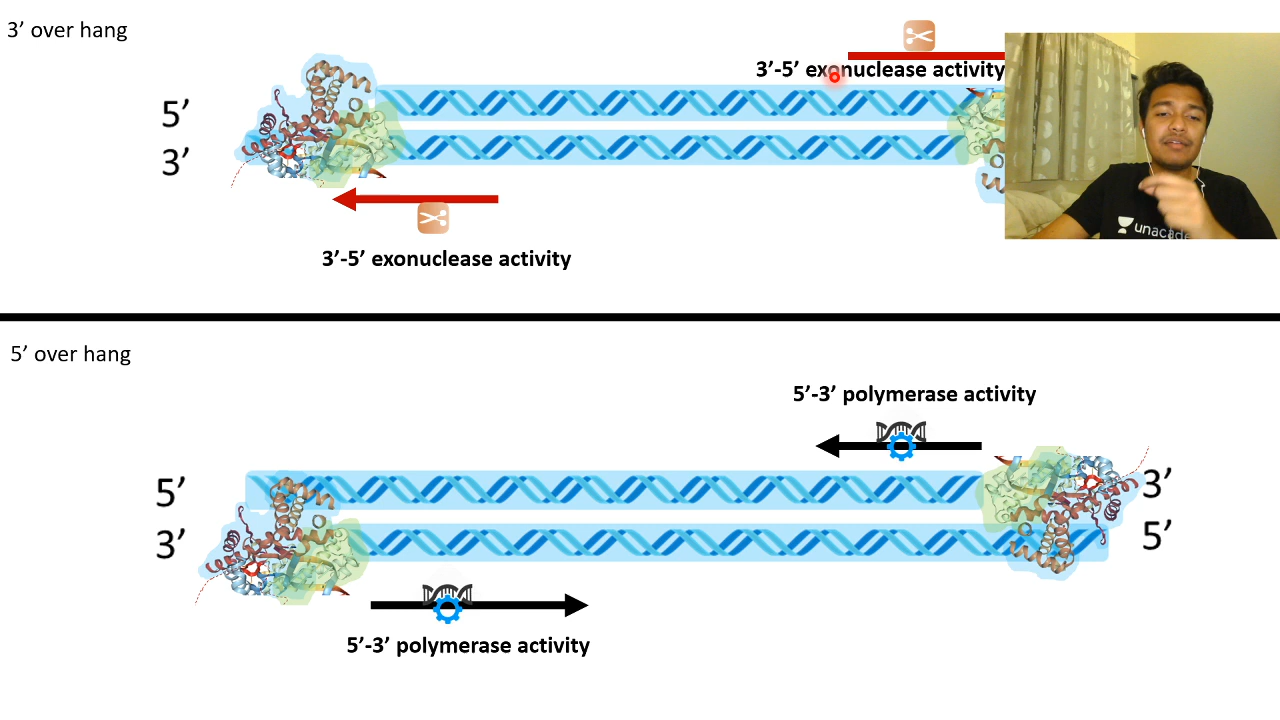 3’ over hang
3’-5’ exonuclease activity
5’
3’
unacade
3’-5’ exonuclease activity
5’ over hang
5’-3’ polymerase activity
5’
3’
3’
5’
5’-3’ polymerase activity